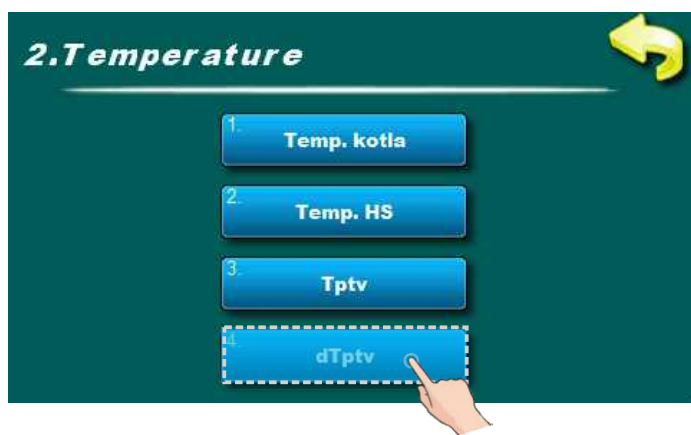 2.Temperature
1. Temp. kotla
2. Temp. HS
3. Tptv
4. dTptv